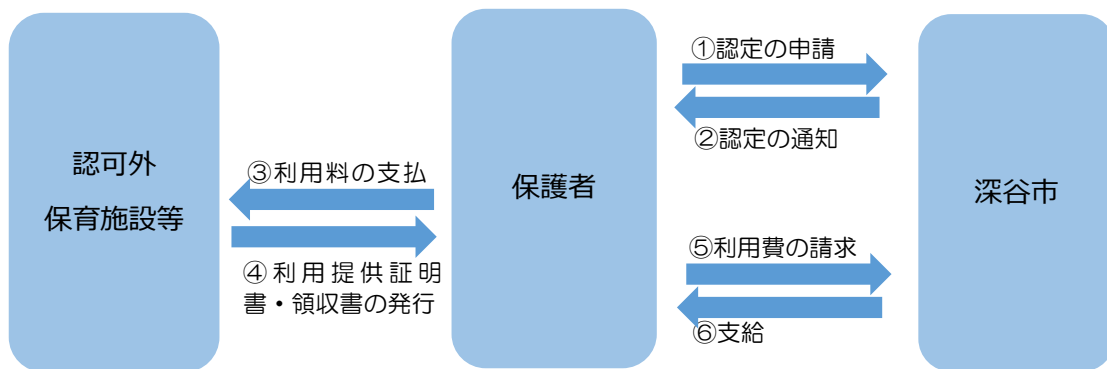 認可外
保育施設等
③利用料の支払
④利用提供証明
書・領収書の発行
保護者
①認定の申請
②認定の通知
⑤利用費の請求
⑥支給
深谷市